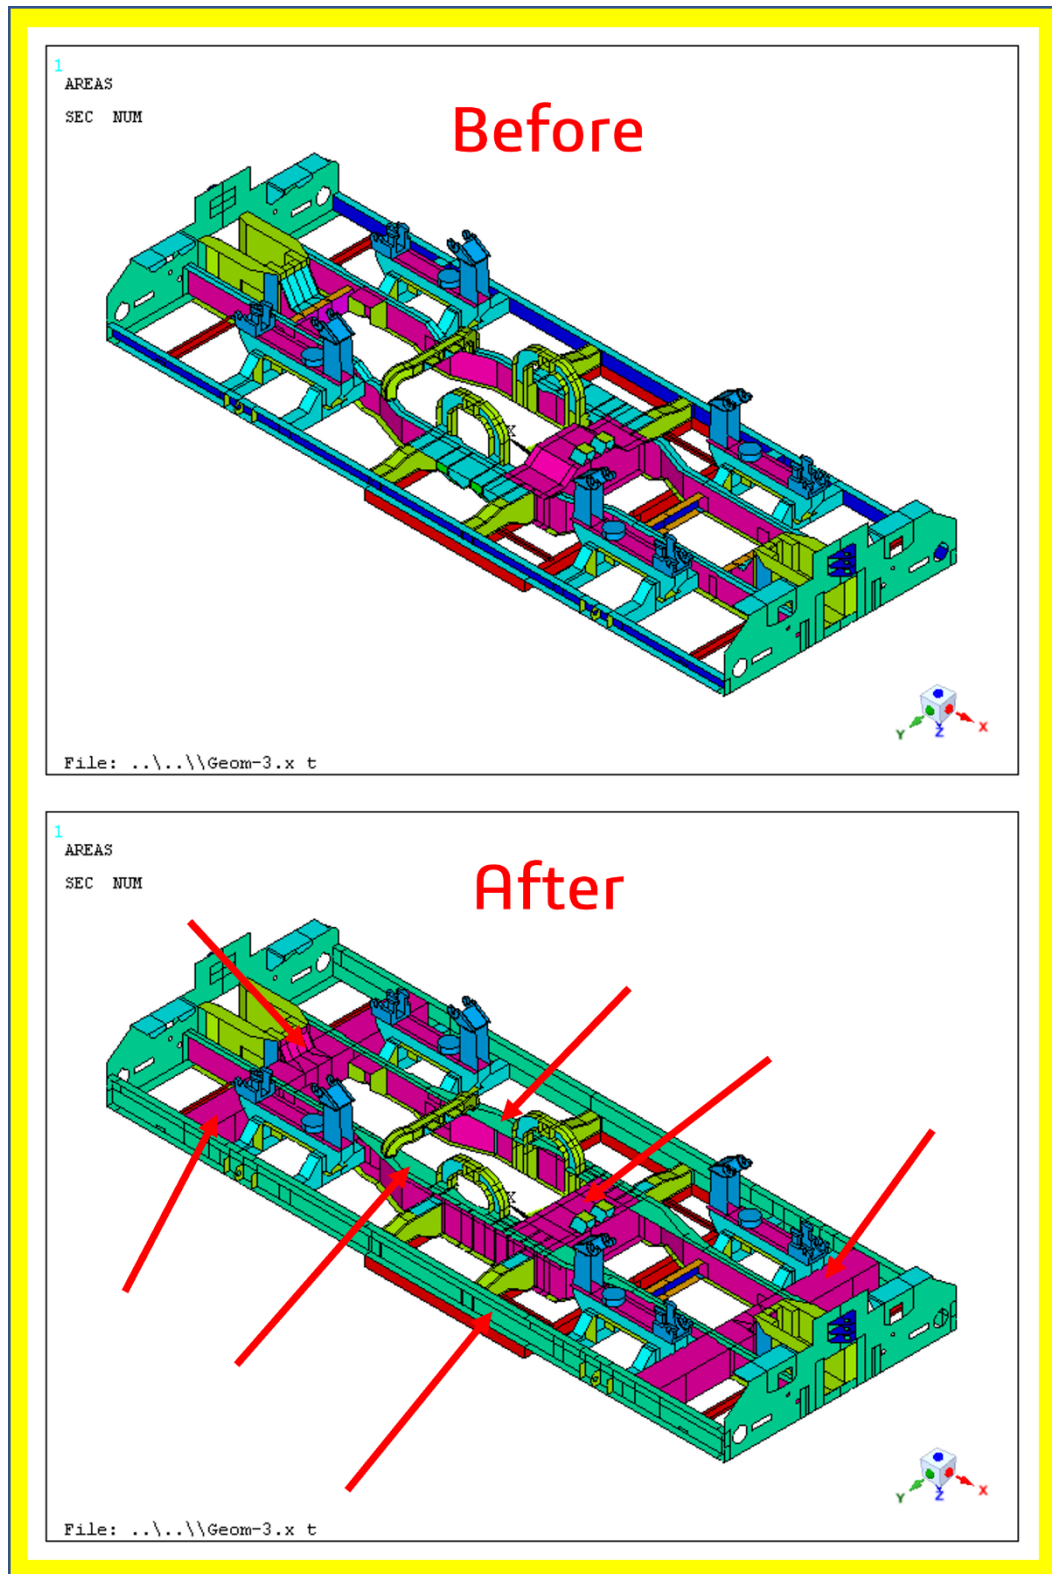 1
AREAS
SEC NUM
Before
X
Y
Z
X
File: ..\..\\Geom-3.x t
1
AREAS
SEC NUM
After
X
Y
Z
X
File: ..\..\\Geom-3.x t